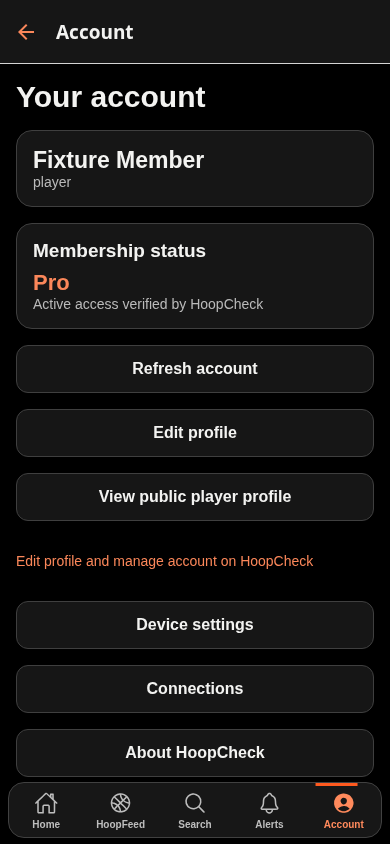 Account
Your account
Fixture Member
player
Membership status
Pro
Active access verified by HoopCheck
Refresh account
Edit profile
View public player profile
Edit profile and manage account on HoopCheck
Device settings
Connections
About HoopCheck
Home HoopFeed Search Alerts Account